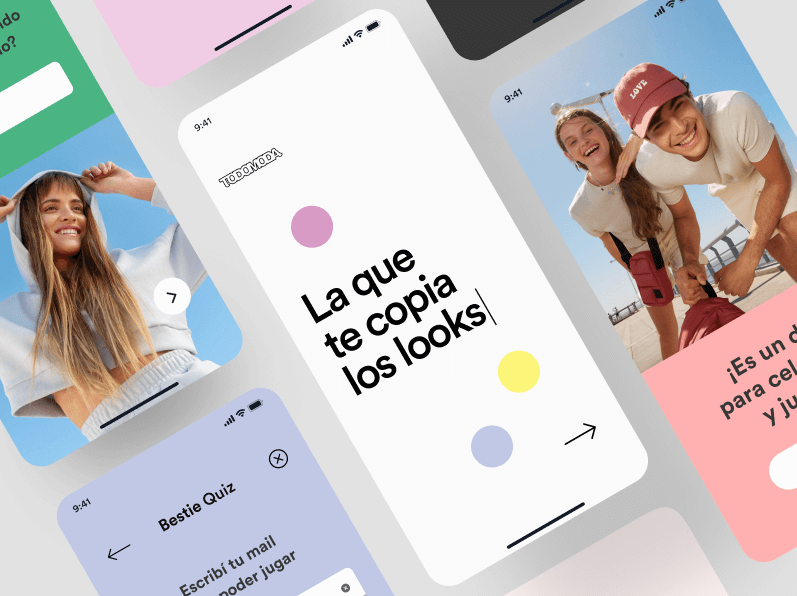 ido
o?
9:41
TODOMODA
La que
te copia
los looks
9:41
LOVE
¡Es un d
para cel
y ju
9:41
Bestie Quiz
Escribí tu mail
poder jugar